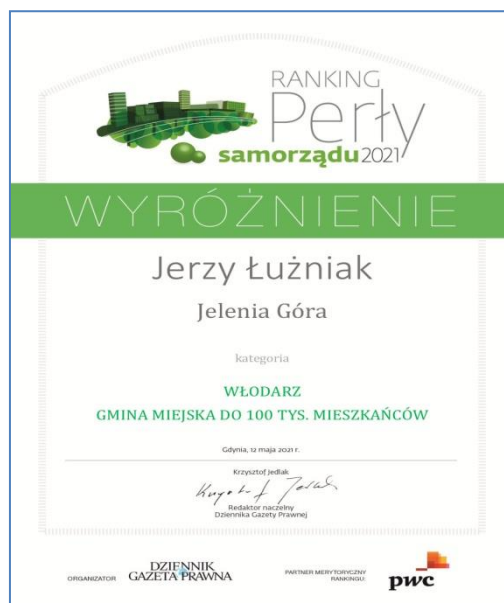 RANKING
Perły
samorządu2021
WYRÓŻNIENIE
Jerzy Łużniak
Jelenia Góra
kategoria
WŁODARZ
GMINA MIEJSKA DO 100 TYS. MIESZKAŃCÓW
Gdynia, 12 maja 2021 r.
Krzysztof Jedlak
Redaktor naczelny
Dziennika Gazety Prawnej
ORGANIZATOR
DZIENNIK
GAZETA PRAWNA
PARTNER MERYTORYCZNY
RANKINGU:
pwc